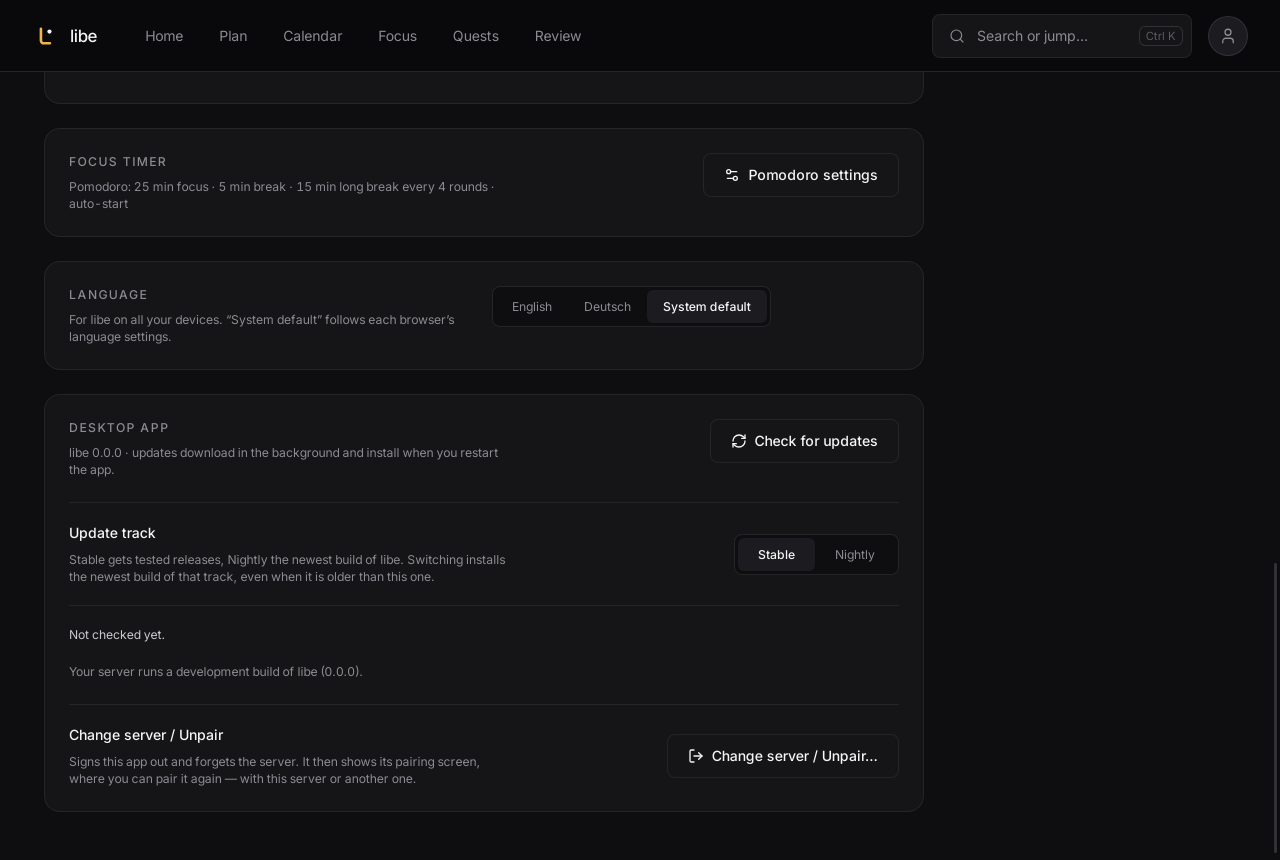 libe
Home
Plan
Calendar
Focus
Quests
Review
Search or jump...
Ctrl K
FOCUS TIMER
Pomodoro: 25 min focus · 5 min break · 15 min long break every 4 rounds ·
auto-start
Pomodoro settings
LANGUAGE
For libe on all your devices. “System default” follows each browser’s
language settings.
English
Deutsch
System default
DESKTOP APP
libe 0.0.0 · updates download in the background and install when you restart
the app.
Check for updates
Update track
Stable gets tested releases, Nightly the newest build of libe. Switching installs
the newest build of that track, even when it is older than this one.
Stable
Nightly
Not checked yet.
Your server runs a development build of libe (0.0.0).
Change server / Unpair
Signs this app out and forgets the server. It then shows its pairing screen,
where you can pair it again — with this server or another one.
Change server / Unpair...